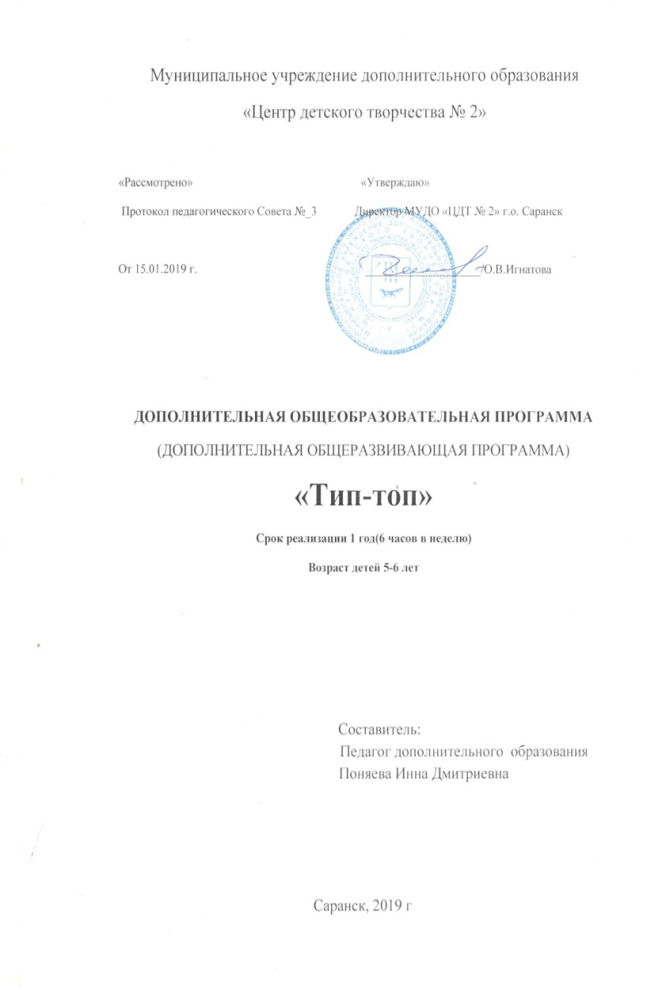 Муниципальное учреждение дополнительного образования
«Центр детского творчества № 2»
«Рассмотрено» «Утверждаю»
Протокол педагогического Совета №_3 Директор МУДО «ЦДТ № 2» г.о. Саранск
От 15.01.2019 г. /Ю.В.Игнатова
ДОПОЛНИТЕЛЬНАЯ ОБЩЕОБРАЗОВАТЕЛЬНАЯ ПРОГРАММА
(ДОПОЛНИТЕЛЬНАЯ ОБЩЕРАЗВИВАЮЩАЯ ПРОГРАММА)
«Тип-топ»
Срок реализации 1 год(6 часов в неделю)
Возраст детей 5-6 лет
Составитель:
Педагог дополнительного образования
Поняева Инна Дмитриевна
Саранск, 2019 г